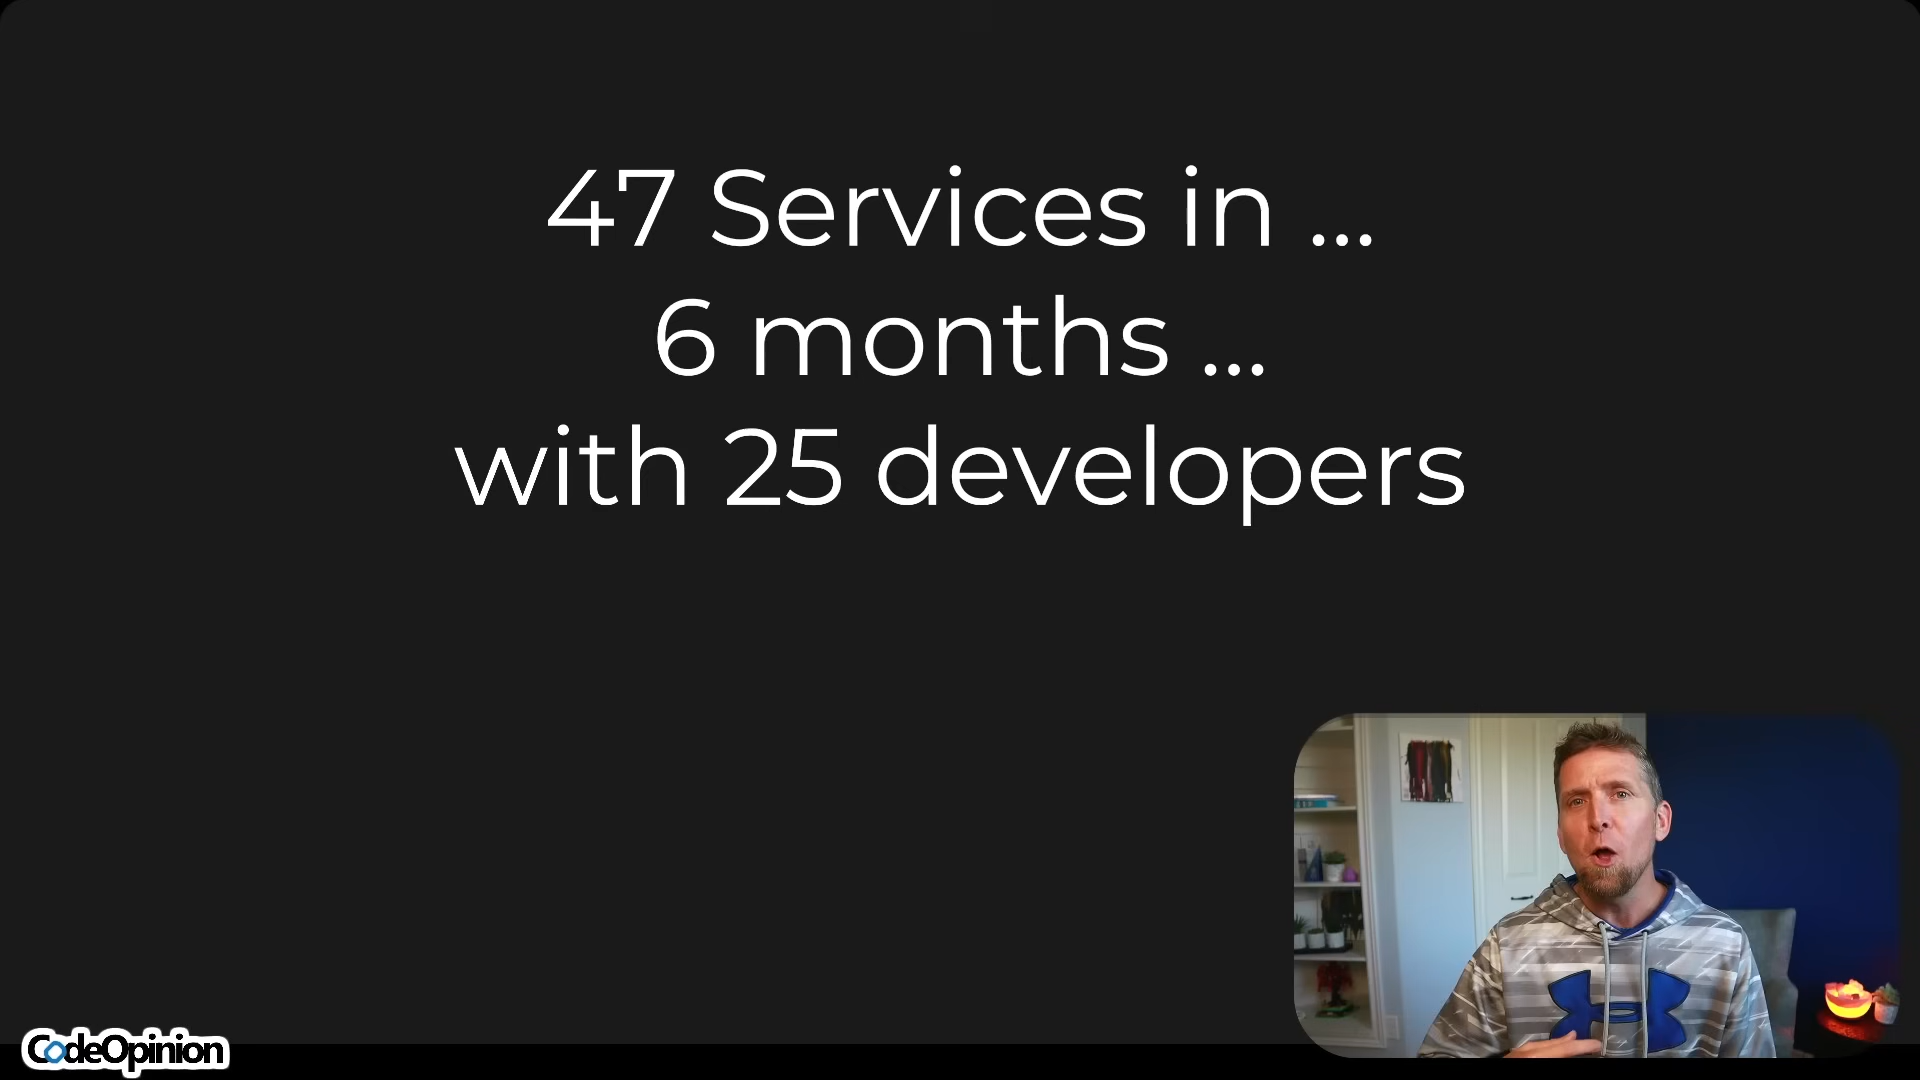 47 Services in ...
6 months ...
with 25 developers
CodeOpinion